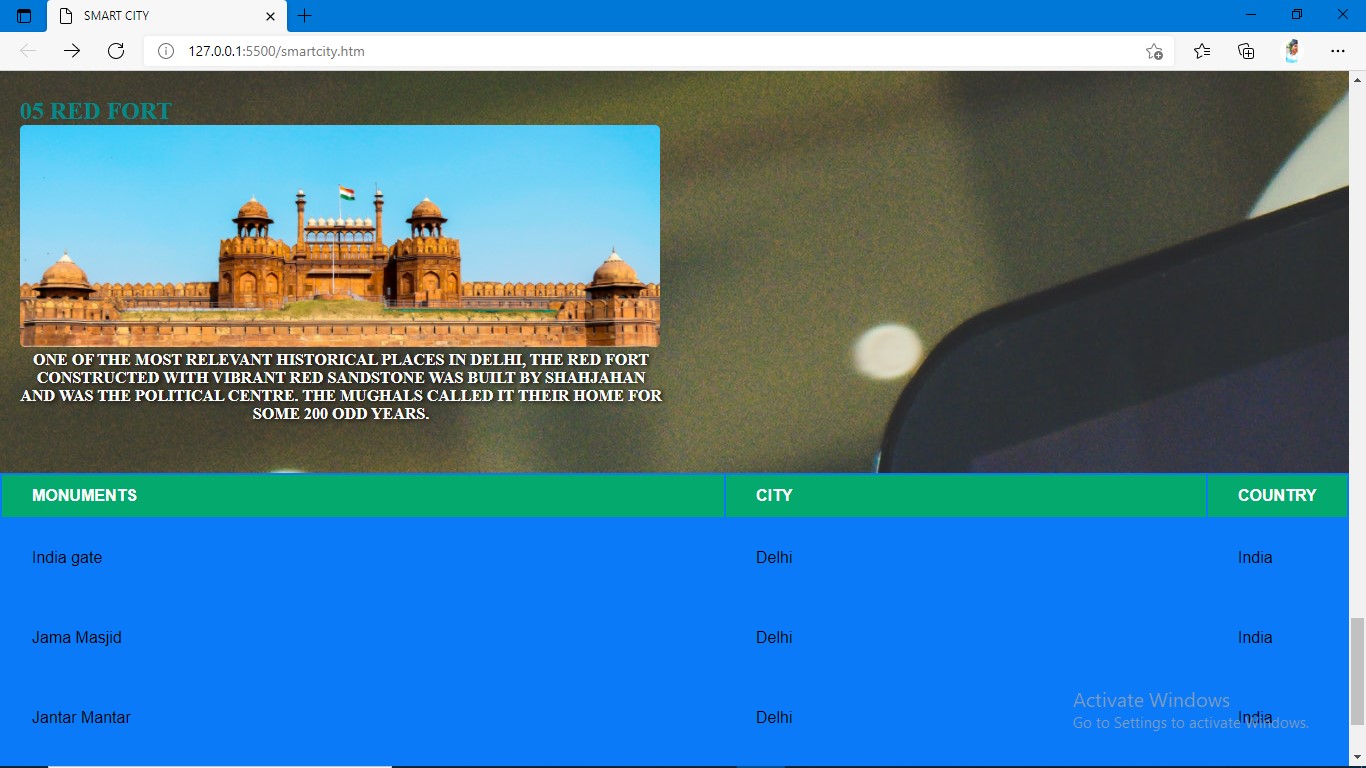 SMART CITY
127.0.0.1:5500/smartcity.htm
05 RED FORT
ONE OF THE MOST RELEVANT HISTORICAL PLACES IN DELHI, THE RED FORT
CONSTRUCTED WITH VIBRANT RED SANDSTONE WAS BUILT BY SHAHJAHAN
AND WAS THE POLITICAL CENTRE. THE MUGHALS CALLED IT THEIR HOME FOR
SOME 200 ODD YEARS.
MONUMENTS CITY COUNTRY
India gate Delhi India
Jama Masjid Delhi India
Jantar Mantar Delhi India
Activate Windows
Go to Settings to activate Windows.